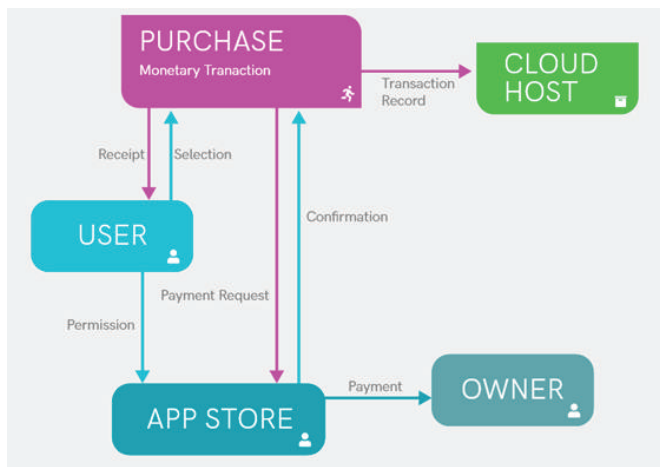 PURCHASE
Monetary Tranaction
CLOUD
HOST
Transaction
Record
Receipt
Selection
Confirmation
USER
Payment Request
Permission
Payment
OWNER
APP STORE